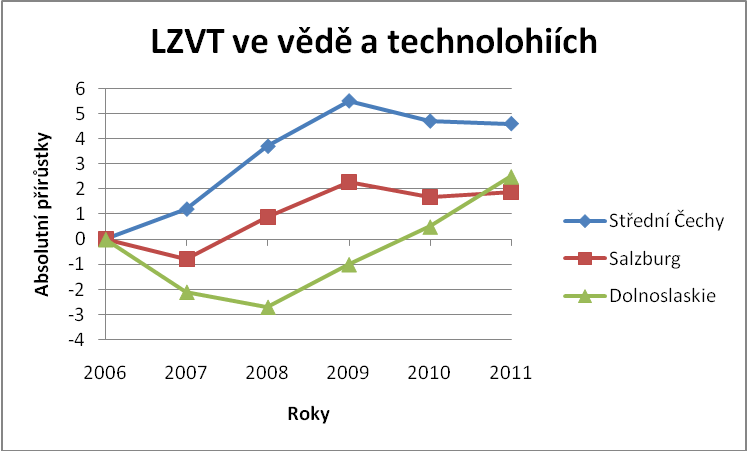 LZVT ve vědě a technolohiích
Absolutní přírůstky
6
5
4
3
2
1
0
-1
-2
-3
-4
2006 2007 2008 2009 2010 2011
Roky
Střední Čechy
Salzburg
Dolnoslaskie